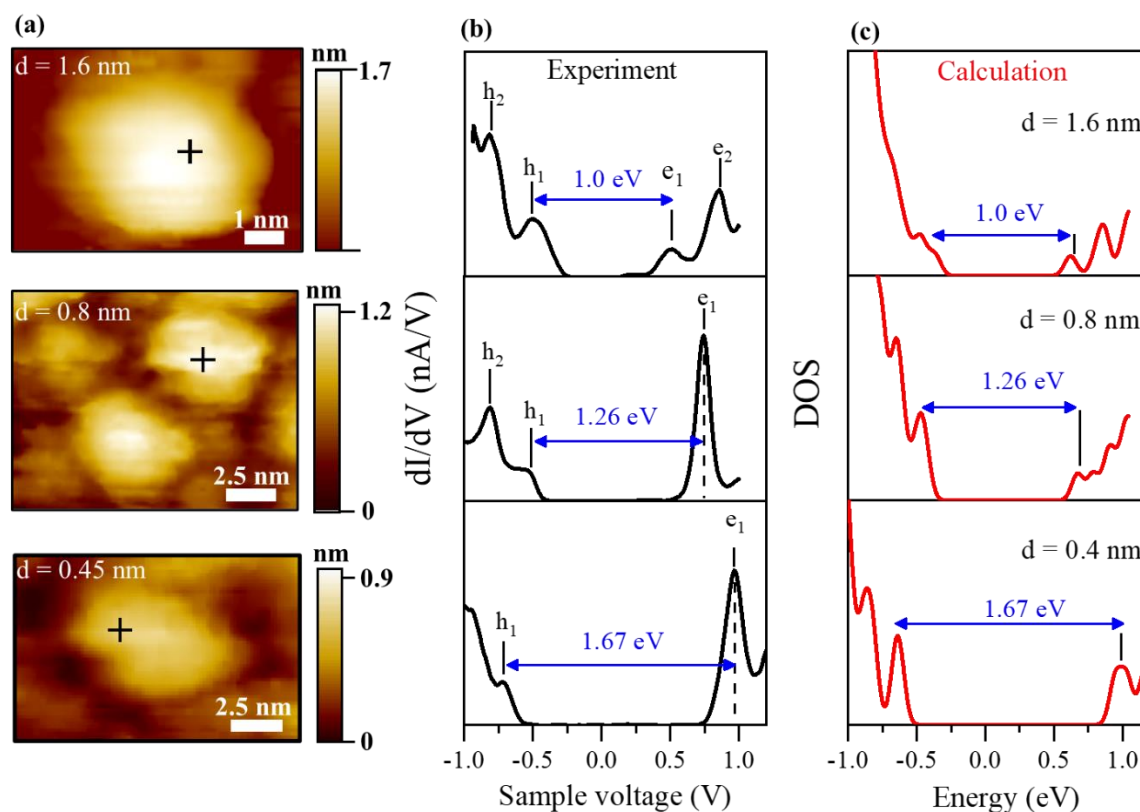 (a)
nm
d = 1.6 nm
1.7
1 nm
nm
d = 0.8 nm
1.2
2.5 nm
0
nm
d = 0.45 nm
0.9
2.5 nm
0
(b)
Experiment
h2
h1
1.0 eV
e1
e2
h2
h1
1.26 eV
e1
h1
1.67 eV
e1
dI/dV (nA/V)
-1.0 -0.5 0.0 0.5 1.0
Sample voltage (V)
(c)
Calculation
d = 1.6 nm
1.0 eV
d = 0.8 nm
1.26 eV
d = 0.4 nm
1.67 eV
DOS
-1.0 -0.5 0.0 0.5 1.0
Energy (eV)